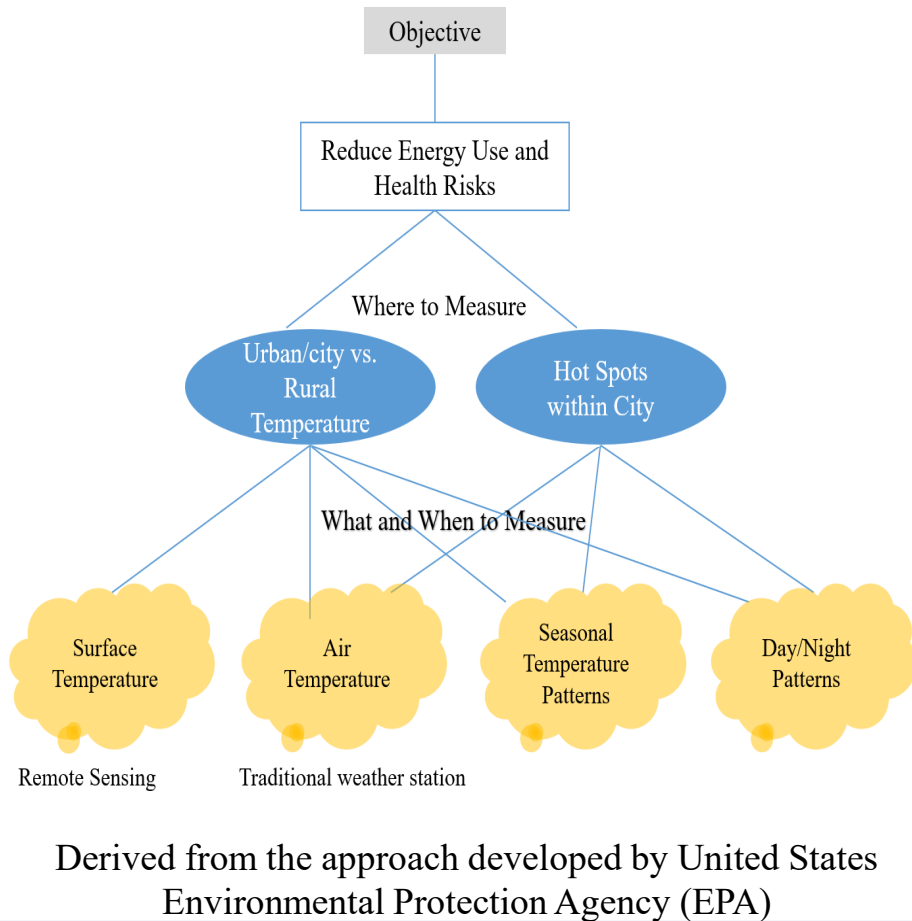 Objective
Reduce Energy Use and
Health Risks
Where to Measure
Urban/city vs.
Rural
Temperature
Hot Spots
within City
What and When to Measure
Surface
Temperature
Air
Temperature
Seasonal
Temperature
Patterns
Day/Night
Patterns
Remote Sensing
Traditional weather station
Derived from the approach developed by United States
Environmental Protection Agency (EPA)